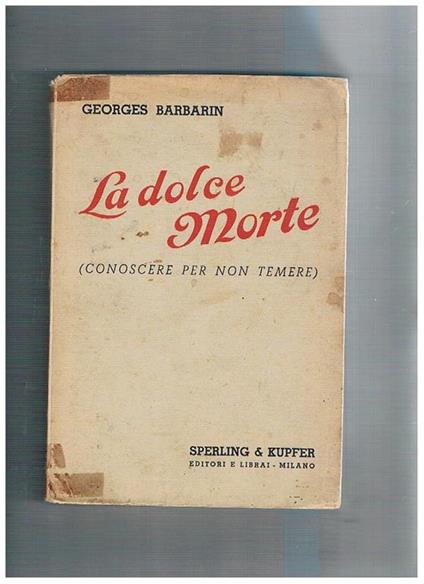 GEORGES BARBARIN
La dolce
Morte
(CONOSCERE PER NON TEMERE)
SPERLING & KUPFER
EDITORI E LIBRAI - MILANO